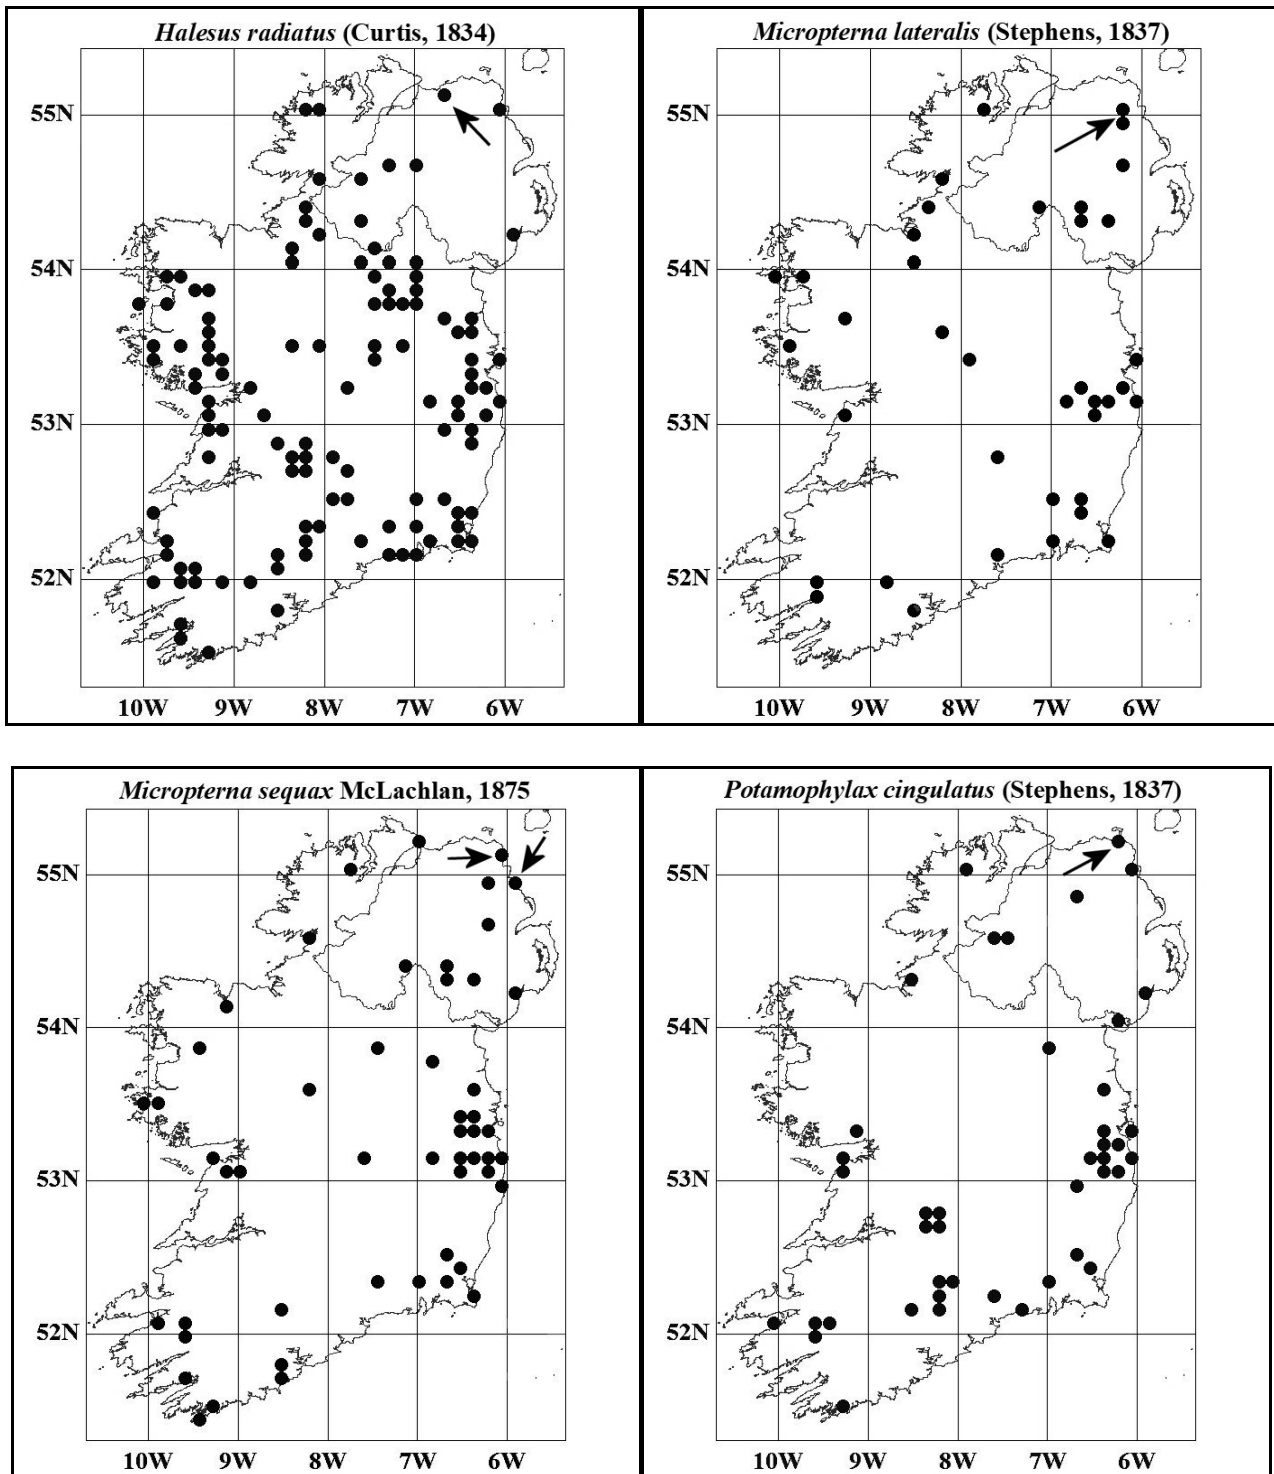 Halesus radiatus (Curtis, 1834)
55N
54N
53N
52N
10W 9W 8W 7W 6W
Micropterna lateralis (Stephens, 1837)
55N
54N
53N
52N
10W 9W 8W 7W 6W
Micropterna sequax McLachlan, 1875
55N
54N
53N
52N
10W 9W 8W 7W 6W
Potamophylax cingulatus (Stephens, 1837)
55N
54N
53N
52N
10W 9W 8W 7W 6W